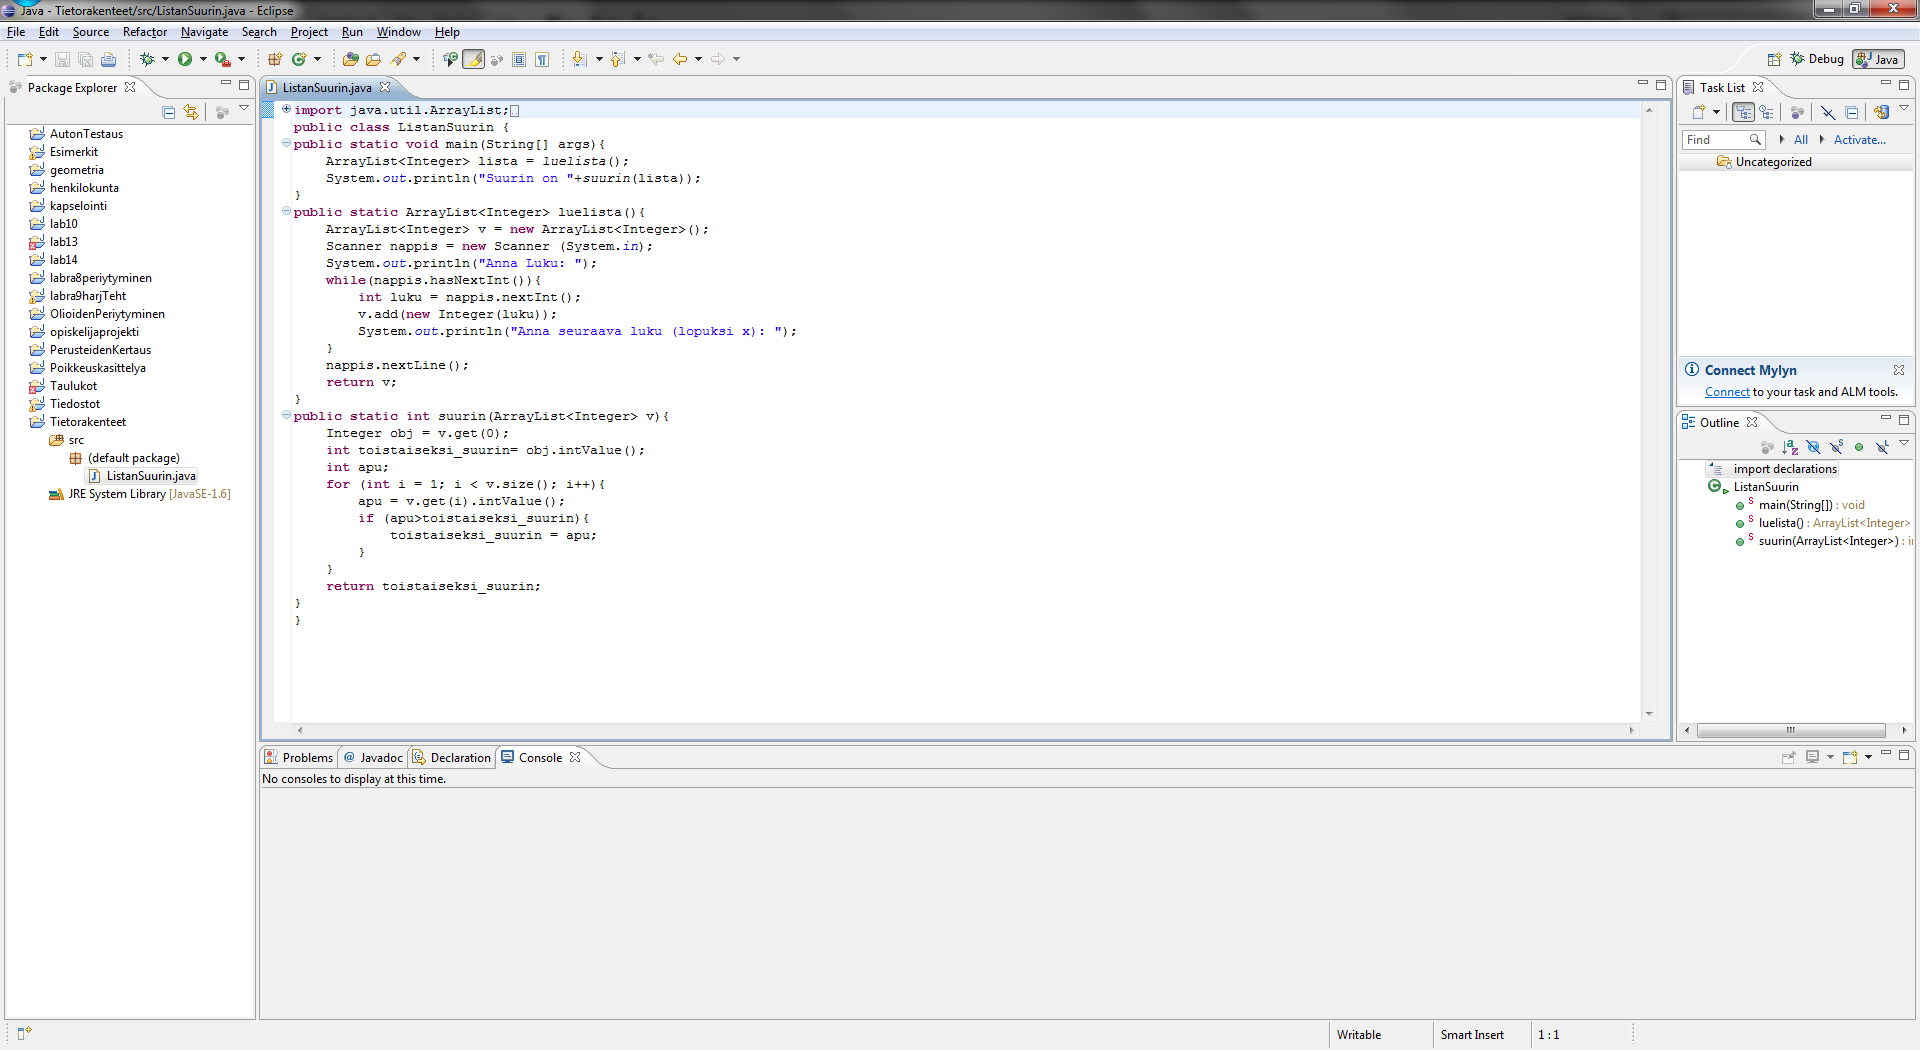 Java - Tietorakenteet/src/ListanSuurin.java - Eclipse
File Edit Source Refactor Navigate Search Project Run Window Help
Debug Java
Package Explorer
AutonTestaus
Esimerkit
geometria
henkilokunta
kapselointi
lab10
lab13
lab14
labra8periytyminen
labra9harjTeht
OlioidenPeriytyminen
opiskelijaprojekti
PerusteidenKertaus
Poikkeuskasittelya
Taulukot
Tiedostot
Tietorakenteet
src
(default package)
ListanSuurin.java
JRE System Library [JavaSE-1.6]
ListanSuurin.java
import java.util.ArrayList;
public class ListanSuurin {
public static void main(String[] args){
ArrayList<Integer> lista = luelista();
System.out.println("Suurin on "+suurin(lista));
}
public static ArrayList<Integer> luelista(){
ArrayList<Integer> v = new ArrayList<Integer>();
Scanner nappis = new Scanner (System.in);
System.out.println("Anna Luku: ");
while(nappis.hasNextInt()){
int luku = nappis.nextInt();
v.add(new Integer(luku));
System.out.println("Anna seuraava luku (lopuksi x): ");
}
nappis.nextLine();
return v;
}
public static int suurin(ArrayList<Integer> v){
Integer obj = v.get(0);
int toistaiseksi_suurin= obj.intValue();
int apu;
for (int i = 1; i < v.size(); i++){
apu = v.get(i).intValue();
if (apu>toistaiseksi_suurin){
toistaiseksi_suurin = apu;
}
}
return toistaiseksi_suurin;
}
}
Task List
Find All Activate...
Uncategorized
Connect Mylyn
Connect to your task and ALM tools.
Outline
import declarations
ListanSuurin
main(String[]) : void
luelista() : ArrayList<Integer>
suurin(ArrayList<Integer>) : i
Problems Javadoc Declaration Console
No consoles to display at this time.
Writable Smart Insert 1 : 1